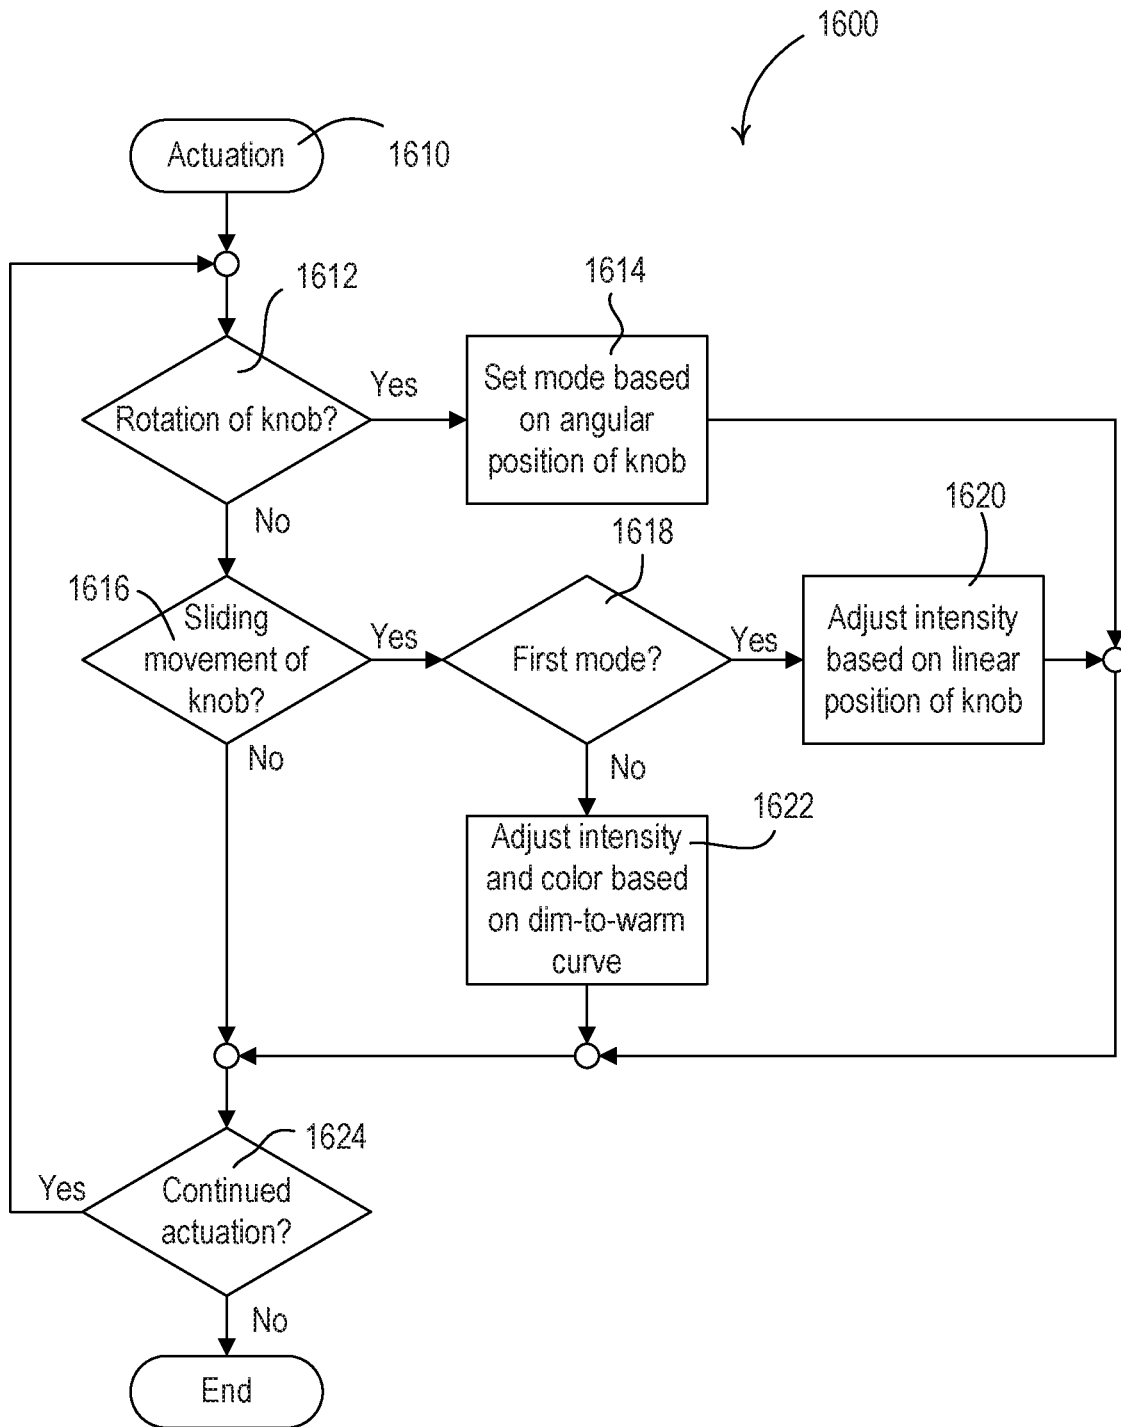 1600
Actuation
1610
1612
1614
Rotation of knob?
Yes
Set mode based
on angular
position of knob
No
1616
Sliding
movement of
knob?
Yes
1618
First mode?
Yes
1620
Adjust intensity
based on linear
position of knob
No
No
1622
Adjust intensity
and color based
on dim-to-warm
curve
1624
Continued
actuation?
Yes
No
End